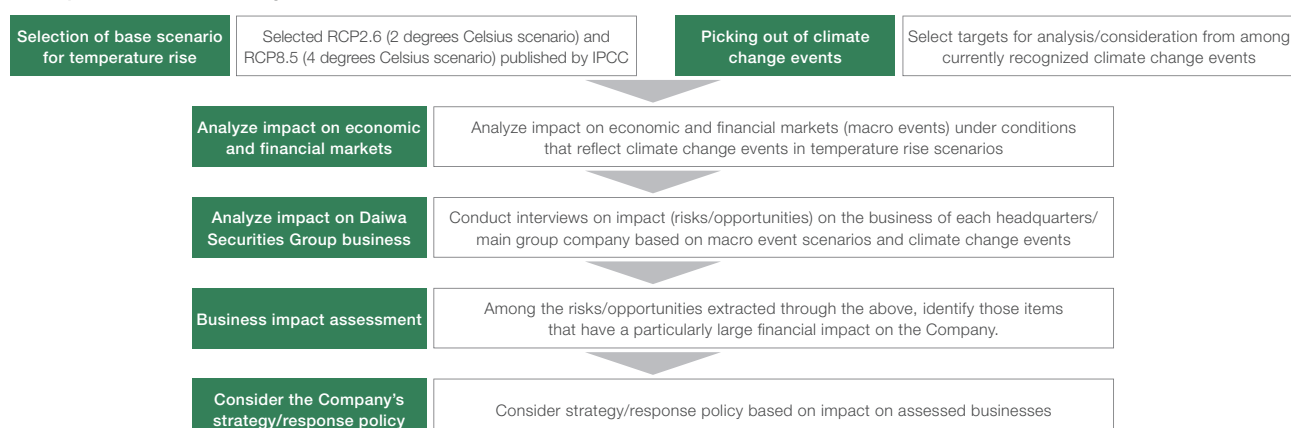 Selection of base scenario
for temperature rise
Selected RCP2.6 (2 degrees Celsius scenario) and
RCP8.5 (4 degrees Celsius scenario) published by IPCC
Picking out of climate
change events
Select targets for analysis/consideration from among
currently recognized climate change events
Analyze impact on economic
and financial markets
Analyze impact on economic and financial markets (macro events) under conditions
that reflect climate change events in temperature rise scenarios
Analyze impact on Daiwa
Securities Group business
Conduct interviews on impact (risks/opportunities) on the business of each headquarters/
main group company based on macro event scenarios and climate change events
Business impact assessment
Among the risks/opportunities extracted through the above, identify those items
that have a particularly large financial impact on the Company.
Consider the Company's
strategy/response policy
Consider strategy/response policy based on impact on assessed businesses